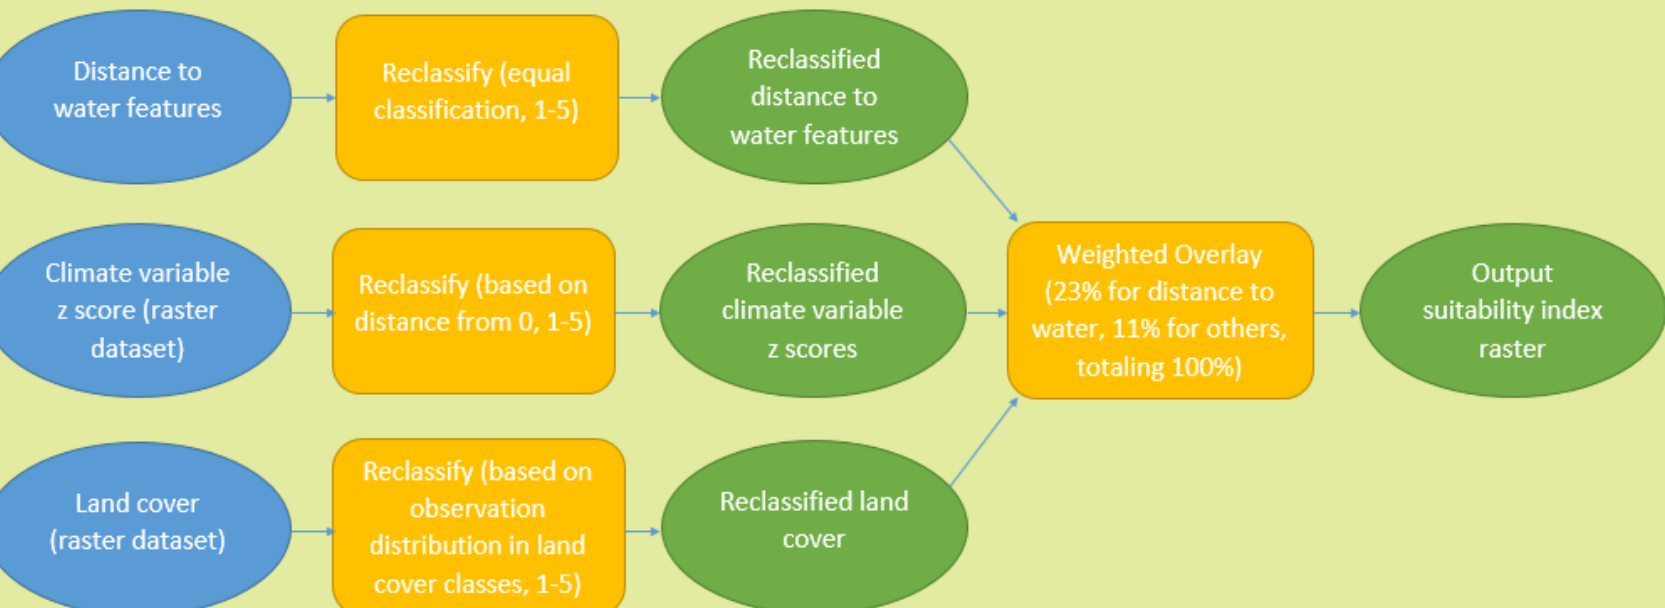 Distance to
water features
Reclassify (equal
classification, 1-5)
Reclassified
distance to
water features
Climate variable
z score (raster
dataset)
Reclassify (based on
distance from 0, 1-5)
Reclassified
climate variable
z scores
Weighted Overlay
(23% for distance to
water, 11% for others,
totaling 100%)
Output
suitability index
raster
Land cover
(raster dataset)
Reclassify (based on
observation
distribution in land
cover classes, 1-5)
Reclassified land
cover